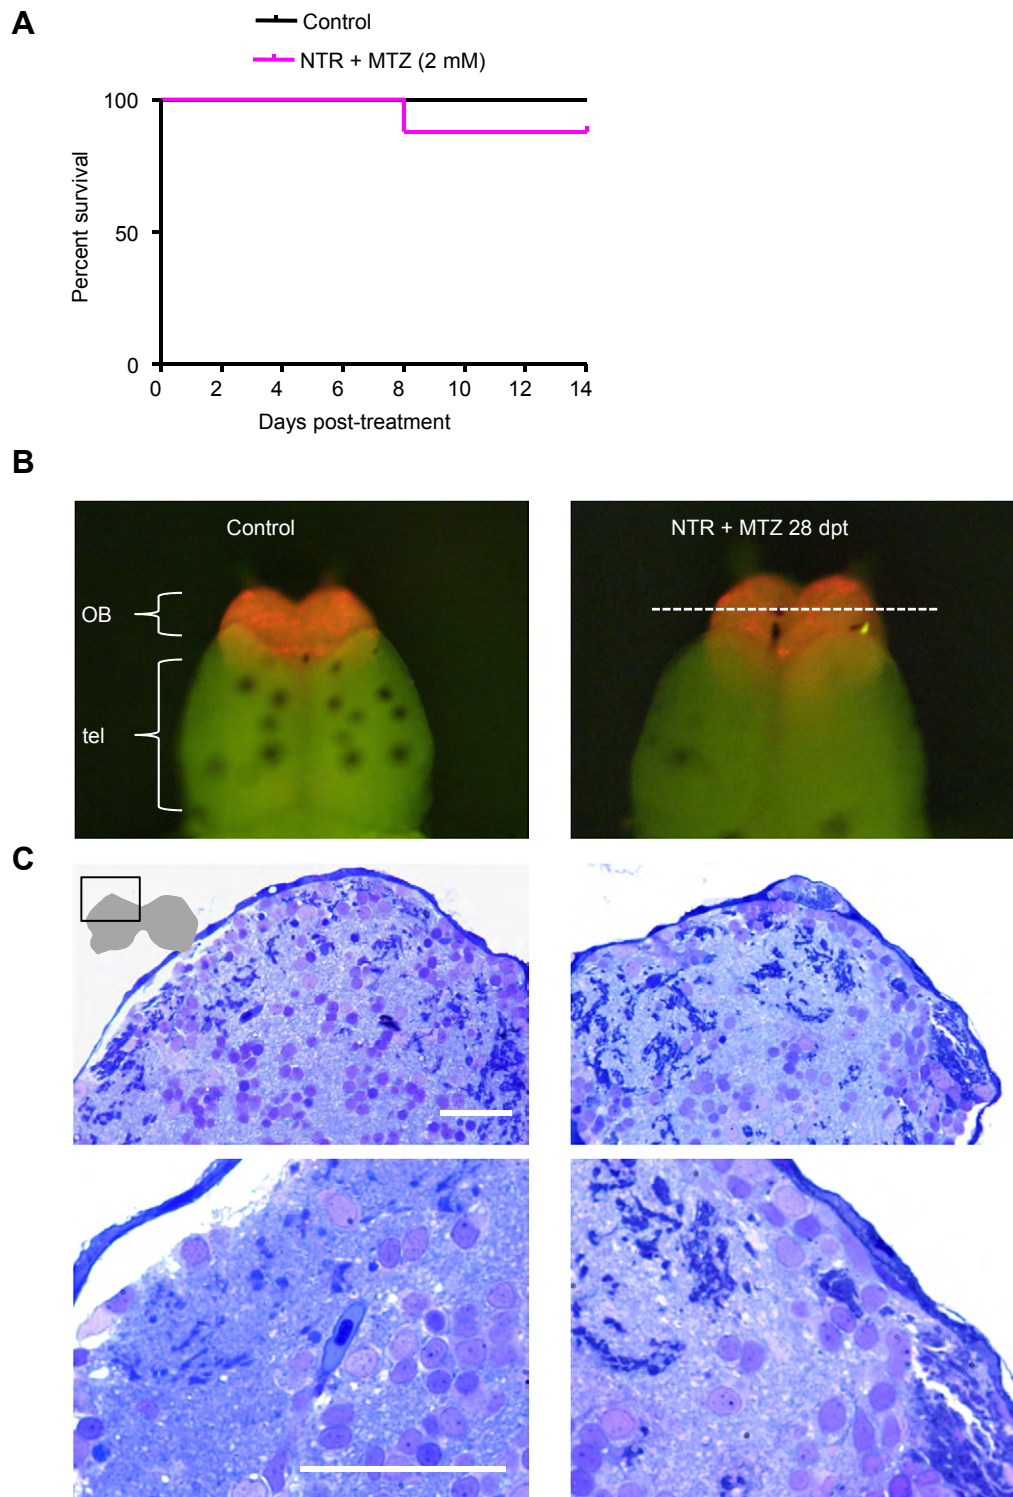 A
Control
NTR + MTZ (2 mM)
100
50
0
Percent survival
0 2 4 6 8 10 12 14
Days post-treatment
B
Control
NTR + MTZ 28 dpt
OB
tel
C